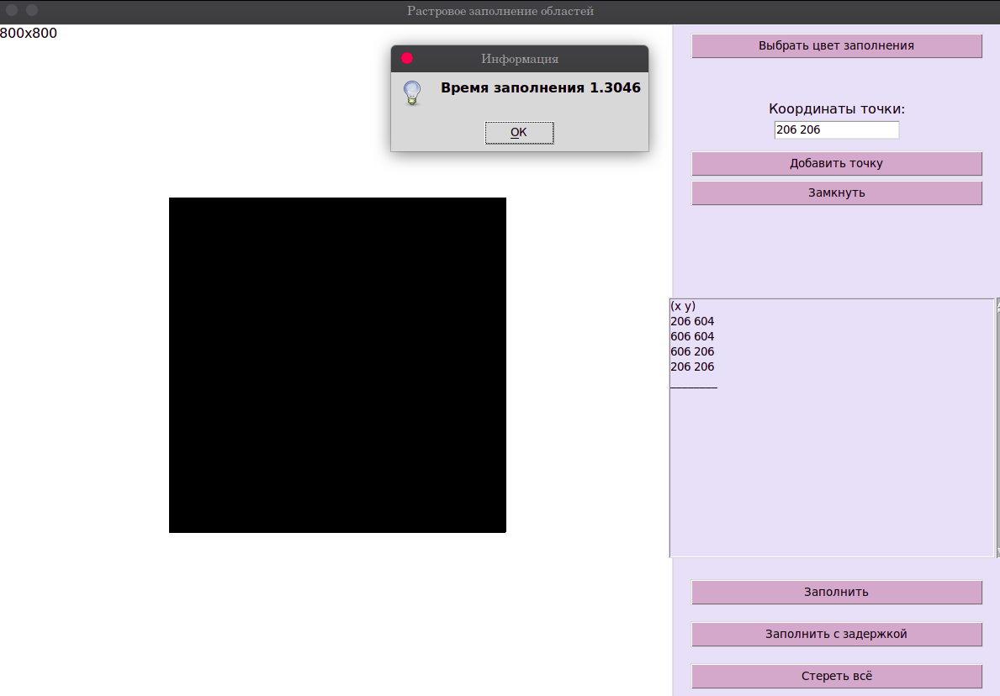 Растровое заполнение областей
800x800
Информация
Время заполнения 1.3046
OK
Выбрать цвет заполнения
Координаты точки:
206 206
Добавить точку
Замкнуть
(x y)
206 604
606 604
606 206
206 206
________
Заполнить
Заполнить с задержкой
Стереть всё